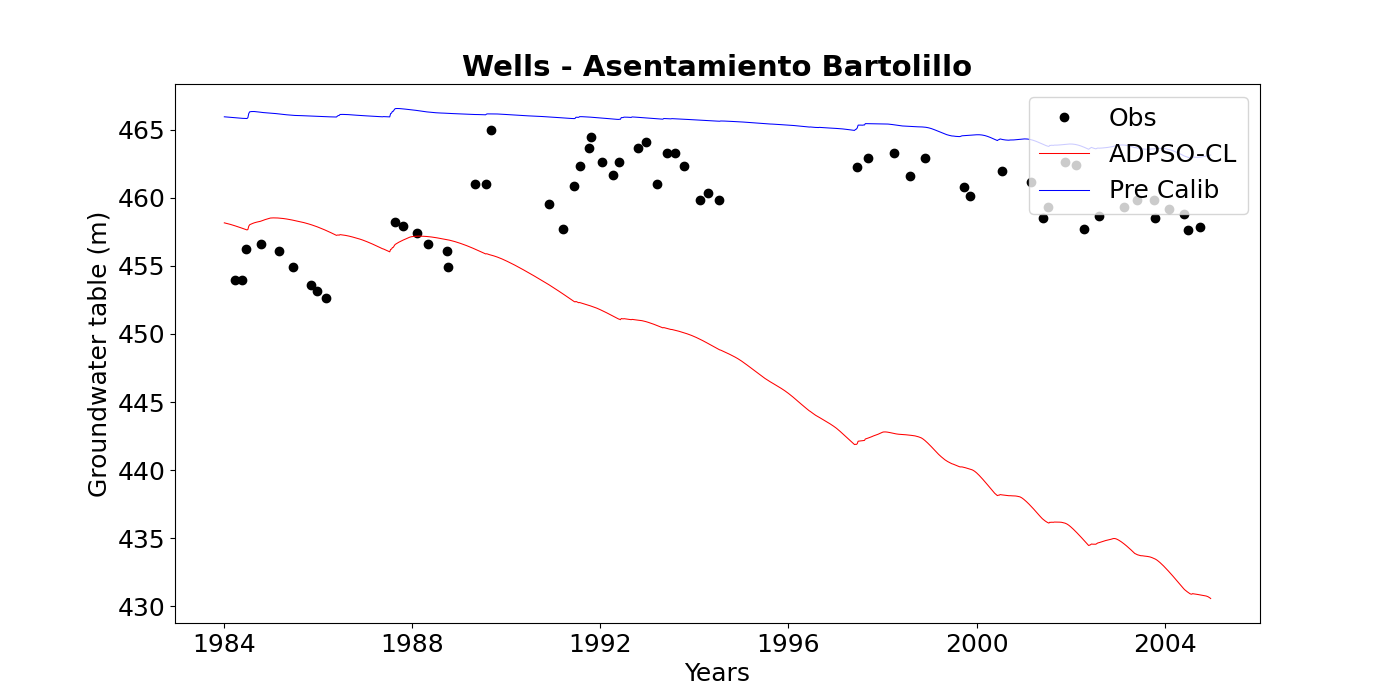 Wells - Asentamiento Bartolillo
Obs
ADPSO-CL
Pre Calib
Groundwater table (m)
465
460
455
450
445
440
435
430
1984
1988
1992
1996
2000
2004
Years